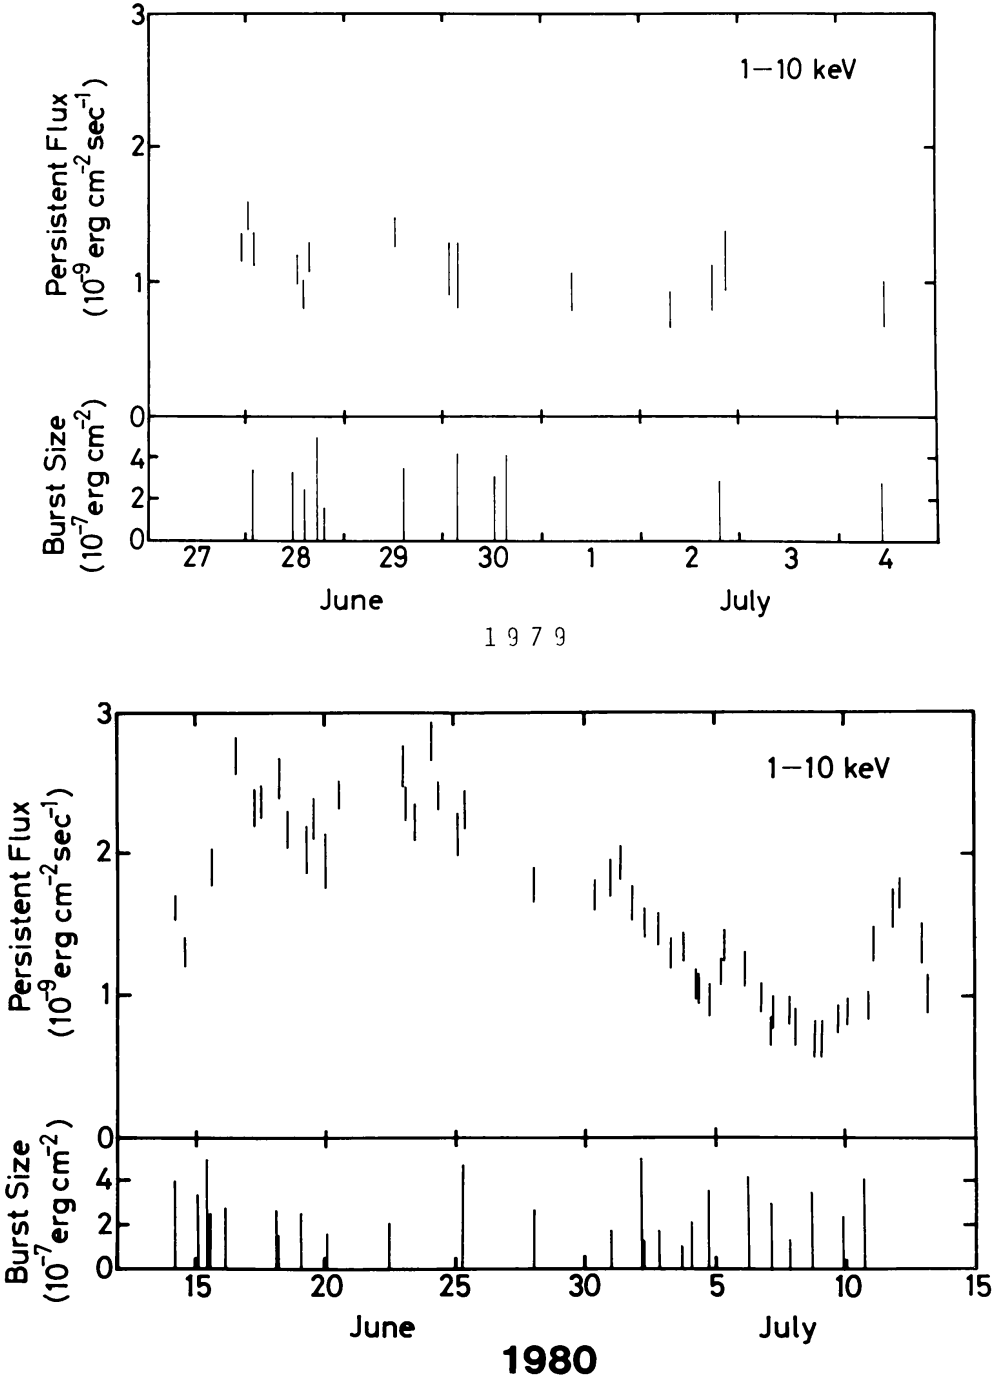 3
1–10 keV
2
Persistent Flux
(10⁻⁹ erg cm⁻² sec⁻¹)
1
0
Burst Size
(10⁻⁷ erg cm⁻²)
4
2
0
27 28 29 30 1 2 3 4
June July
1979
3
1–10 keV
2
Persistent Flux
(10⁻⁹ erg cm⁻² sec⁻¹)
1
0
Burst Size
(10⁻⁷ erg cm⁻²)
4
2
0
15 20 25 30 5 10 15
June July
1980